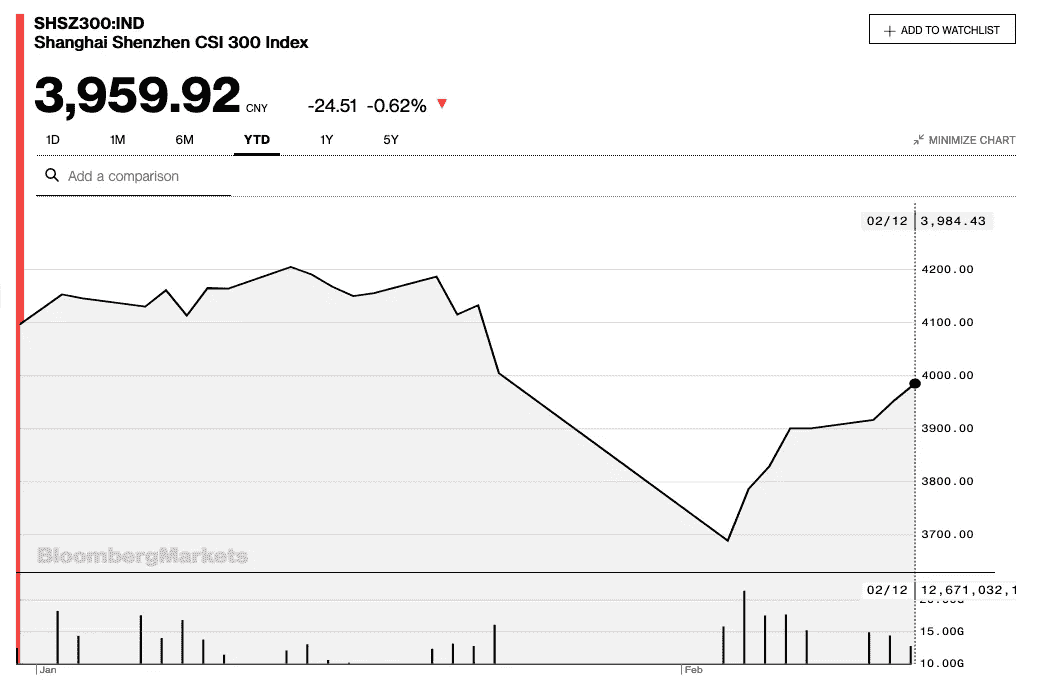 SHSZ300:IND
Shanghai Shenzhen CSI 300 Index
+ ADD TO WATCHLIST
3,959.92 CNY -24.51 -0.62% ▼
1D 1M 6M YTD 1Y 5Y
MINIMIZE CHART
Add a comparison
02/12 3,984.43
4200.00
4100.00
4000.00
3900.00
3800.00
3700.00
BloombergMarkets
02/12 12,671,032,1
15.00G
10.00G
Jan Feb